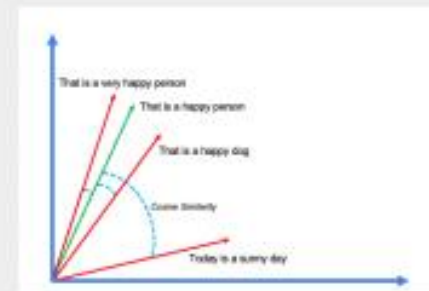 That is a very happy person
That is a happy person
That is a happy dog
Cosine Similarity
Today is a sunny day